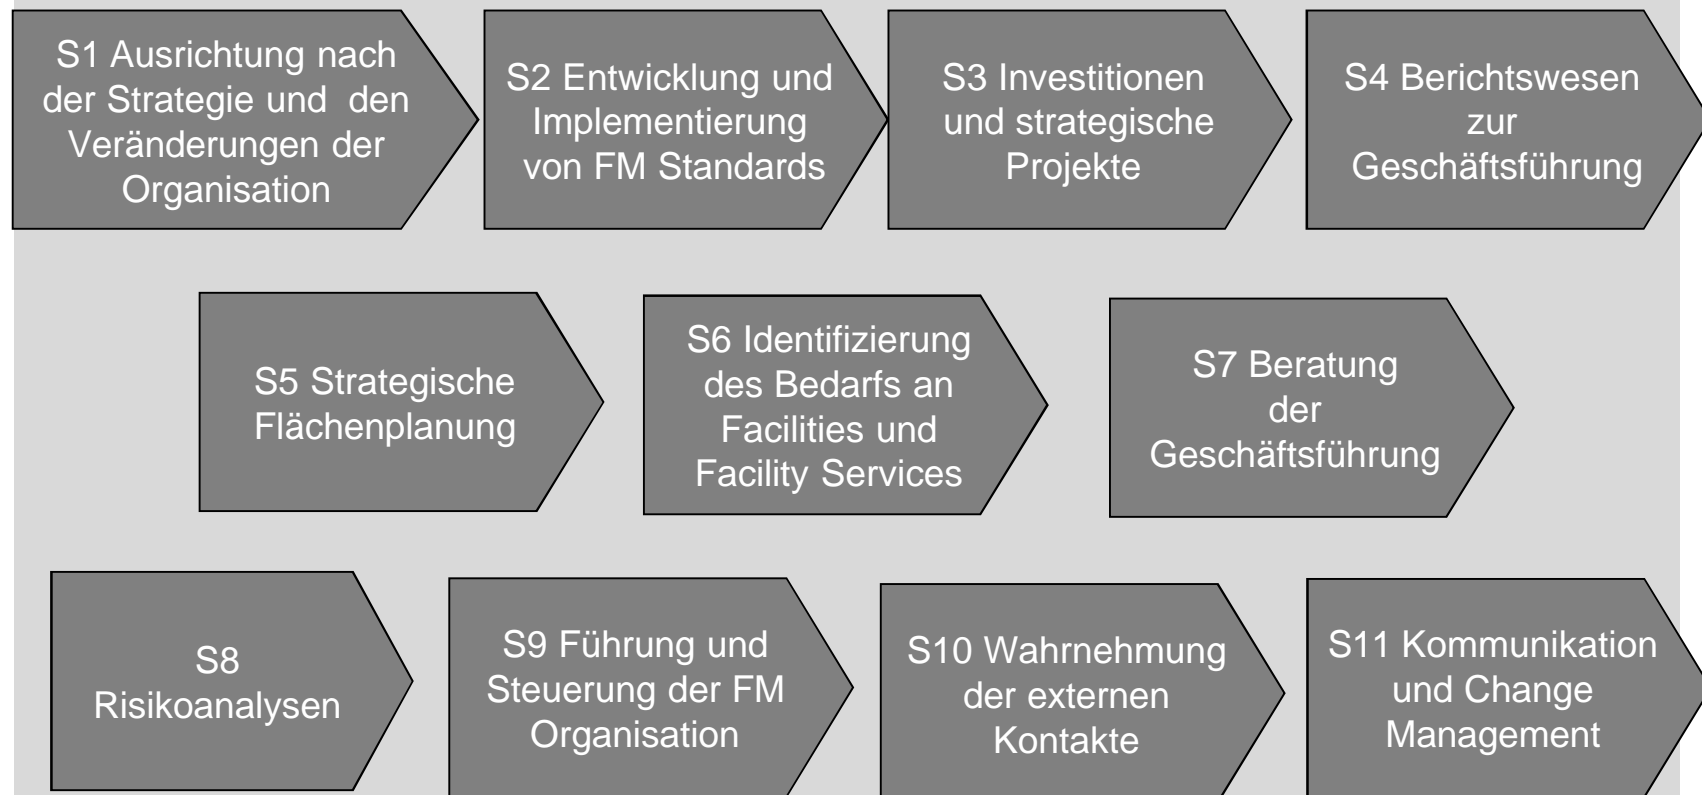 S1 Ausrichtung nach
der Strategie und den
Veränderungen der
Organisation
S2 Entwicklung und
Implementierung
von FM Standards
S3 Investitionen
und strategische
Projekte
S4 Berichtswesen
zur
Geschäftsführung
S5 Strategische
Flächenplanung
S6 Identifizierung
des Bedarfs an
Facilities und
Facility Services
S7 Beratung
der
Geschäftsführung
S8
Risikoanalysen
S9 Führung und
Steuerung der FM
Organisation
S10 Wahrnehmung
der externen
Kontakte
S11 Kommunikation
und Change
Management